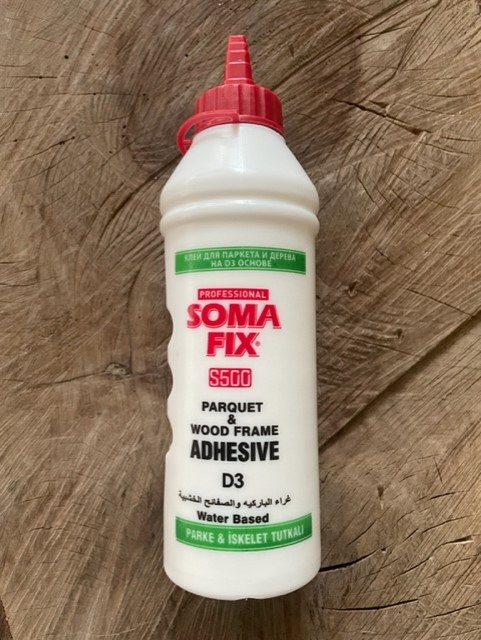 КЛЕЙ ДЛЯ ПАРКЕТА И ДЕРЕВА
НА D3 ОСНОВЕ
PROFESSIONAL
SOMA
FIX®
S500
PARQUET
&
WOOD FRAME
ADHESIVE
D3
غراء الباركيه والصفائح الخشبية
Water Based
PARKE & İSKELET TUTKALI